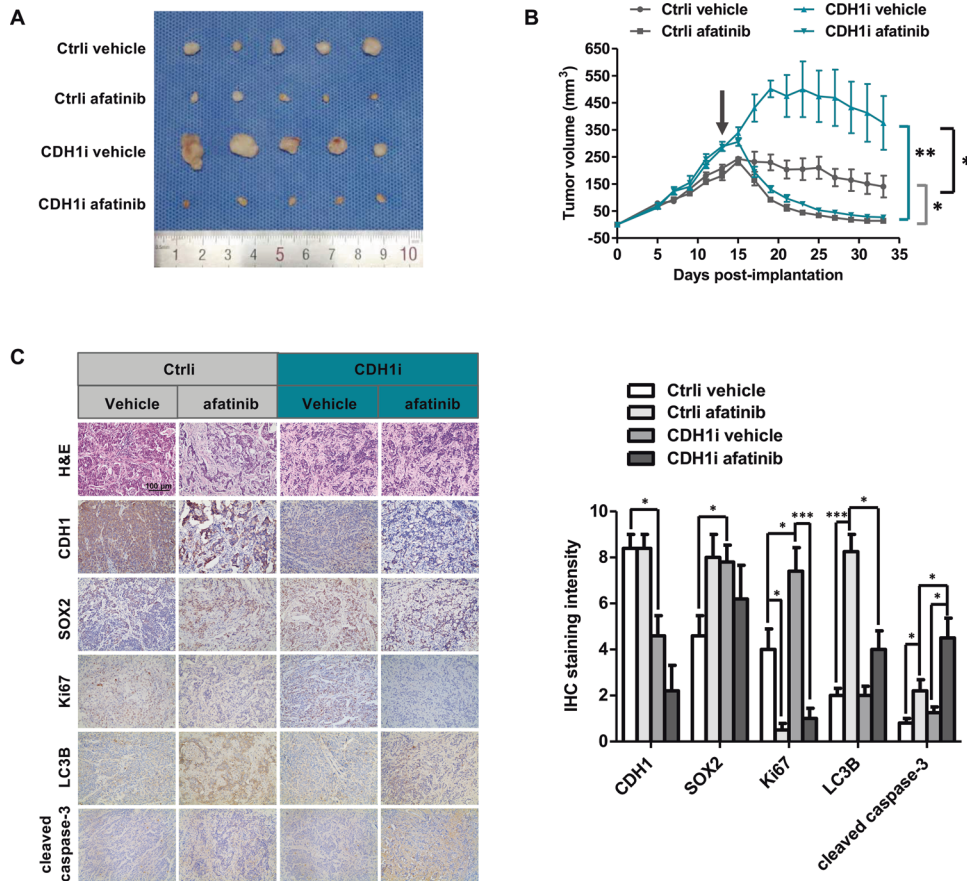 A
Ctrli vehicle
Ctrli afatinib
CDH1i vehicle
CDH1i afatinib
1 2 3 4 5 6 7 8 9 10
B
Ctrli vehicle
Ctrli afatinib
CDH1i vehicle
CDH1i afatinib
Tumor volume (mm³)
650
550
450
350
250
150
50
-50
0 5 10 15 20 25 30 35
Days post-implantation
**
*
*
C
Ctrli CDH1i
Vehicle afatinib Vehicle afatinib
H&E
100 μm
CDH1
SOX2
Ki67
LC3B
cleaved
caspase-3
Ctrli vehicle
Ctrli afatinib
CDH1i vehicle
CDH1i afatinib
IHC staining intensity
10
8
6
4
2
0
* * * * *** *** * * * *
CDH1 SOX2 Ki67 LC3B cleaved caspase-3